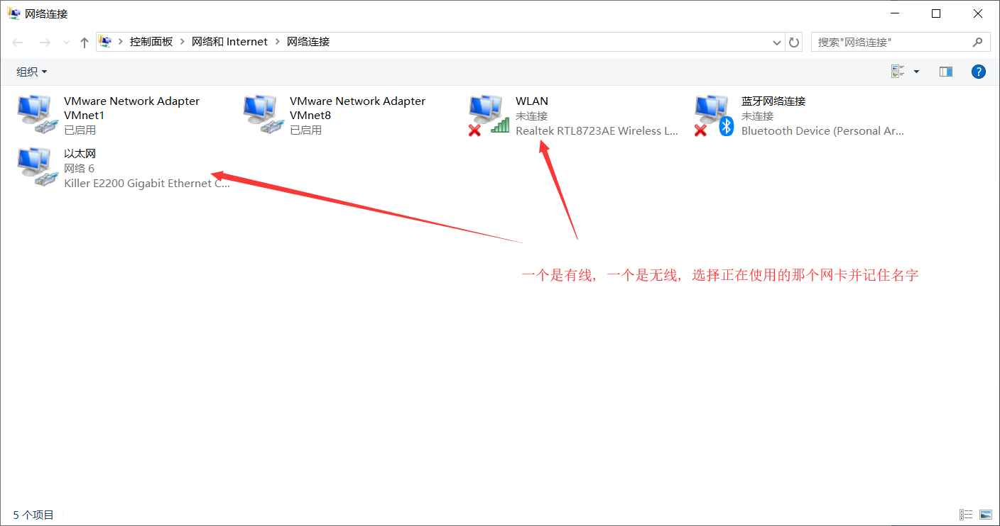 网络连接
控制面板 网络和 Internet 网络连接
搜索"网络连接"
组织
VMware Network Adapter
VMnet1
已启用
VMware Network Adapter
VMnet8
已启用
WLAN
未连接
Realtek RTL8723AE Wireless L...
蓝牙网络连接
未连接
Bluetooth Device (Personal Ar...
以太网
网络 6
Killer E2200 Gigabit Ethernet C...
一个是有线，一个是无线，选择正在使用的那个网卡并记住名字
5 个项目